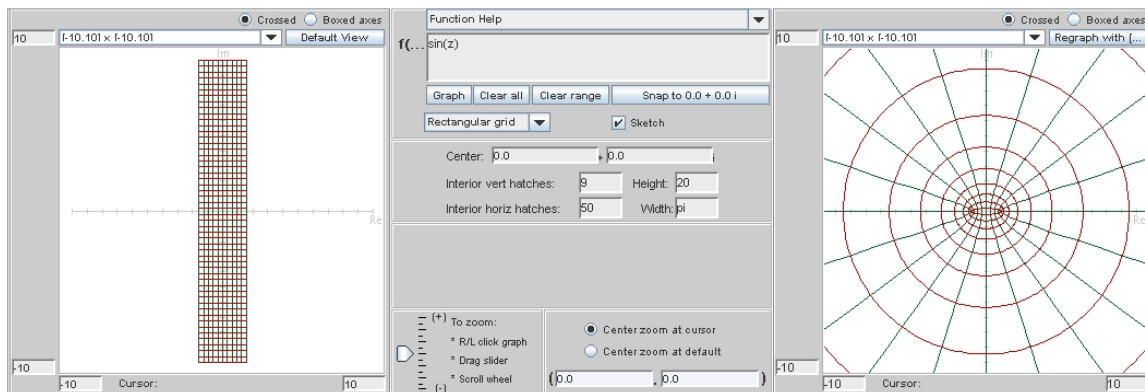 Crossed Boxed axes
10 [-10.10] x [-10.10] Default View
Im
Re
-10
-10 Cursor: 10
Function Help
f(... sin(z)
Graph Clear all Clear range Snap to 0.0 + 0.0 i
Rectangular grid Sketch
Center: 0.0 + 0.0 i
Interior vert hatches: 9 Height: 20
Interior horiz hatches: 50 Width: pi
(+) To zoom:
* R/L click graph
* Drag slider
* Scroll wheel
(-)
Center zoom at cursor
Center zoom at default
( 0.0 , 0.0 )
Crossed Boxed axes
10 [-10.10] x [-10.10] Regraph with [...
Im
Re
-10
-10 Cursor: 10